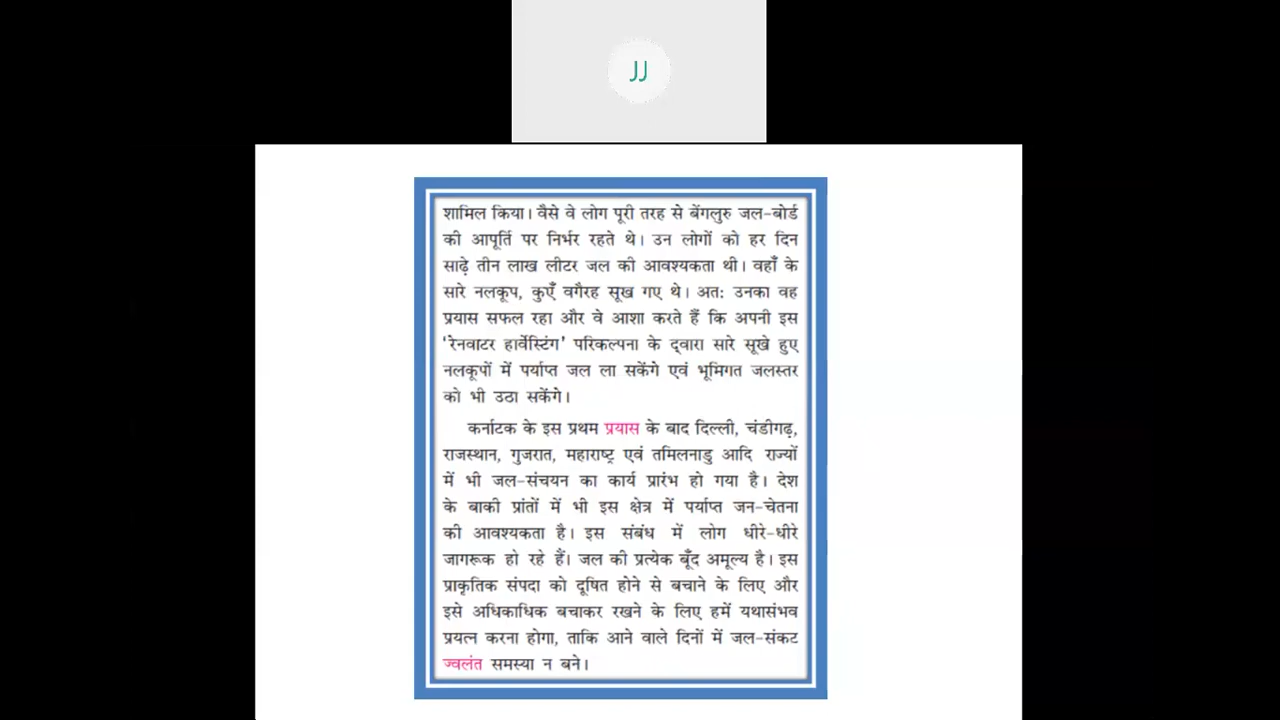 JJ
शामिल किया। वैसे वे लोग पूरी तरह से बेंगलुरु जल-बोर्ड
की आपूर्ति पर निर्भर रहते थे। उन लोगों को हर दिन
साढ़े तीन लाख लीटर जल की आवश्यकता थी। वहाँ के
सारे नलकूप, कुएँ वगैरह सूख गए थे। अत: उनका वह
प्रयास सफल रहा और वे आशा करते हैं कि अपनी इस
'रेनवाटर हार्वेस्टिंग' परिकल्पना के द्वारा सारे सूखे हुए
नलकूपों में पर्याप्त जल ला सकेंगे एवं भूमिगत जलस्तर
को भी उठा सकेंगे।
कर्नाटक के इस प्रथम प्रयास के बाद दिल्ली, चंडीगढ़,
राजस्थान, गुजरात, महाराष्ट्र एवं तमिलनाडु आदि राज्यों
में भी जल-संचयन का कार्य प्रारंभ हो गया है। देश
के बाकी प्रांतों में भी इस क्षेत्र में पर्याप्त जन-चेतना
की आवश्यकता है। इस संबंध में लोग धीरे-धीरे
जागरूक हो रहे हैं। जल की प्रत्येक बूँद अमूल्य है। इस
प्राकृतिक संपदा को दूषित होने से बचाने के लिए और
इसे अधिकाधिक बचाकर रखने के लिए हमें यथासंभव
प्रयत्न करना होगा, ताकि आने वाले दिनों में जल-संकट
ज्वलंत समस्या न बने।